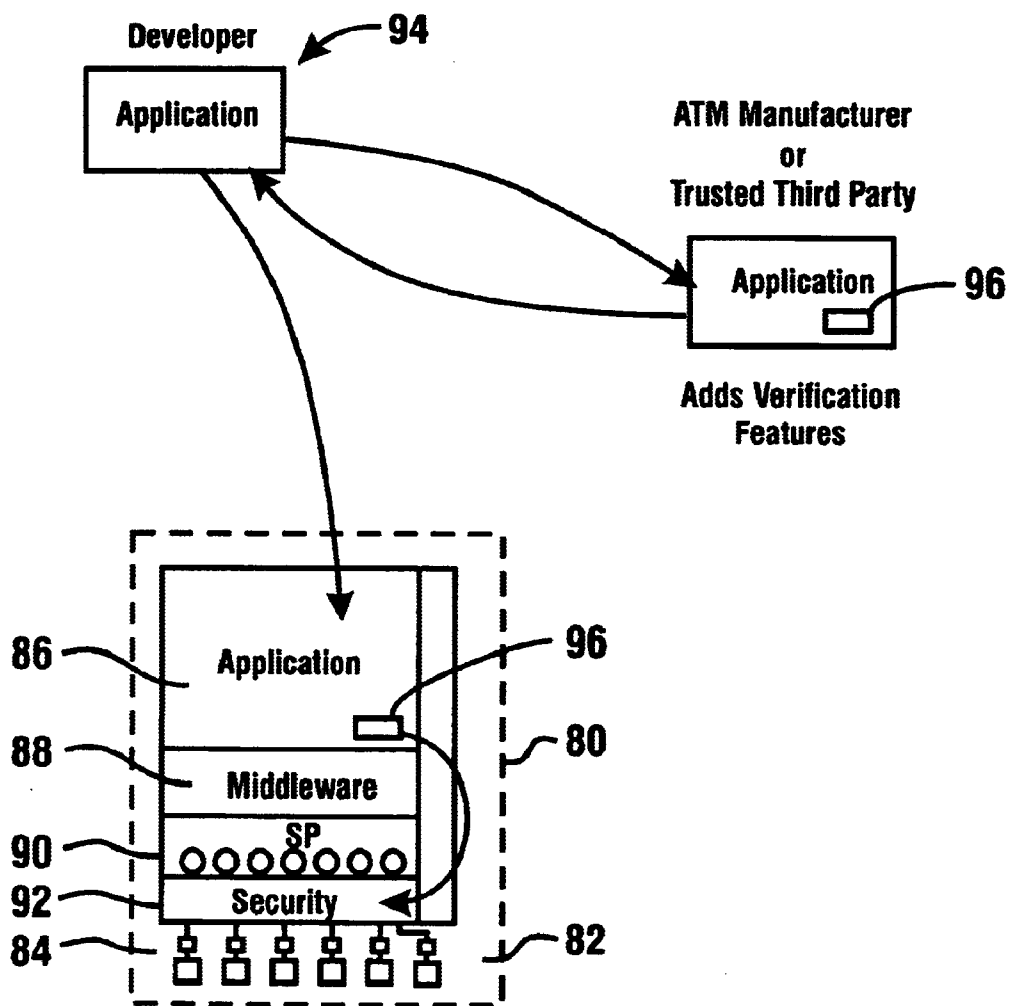 Developer
94
Application
ATM Manufacturer
or
Trusted Third Party
Application
96
Adds Verification
Features
86
Application
96
88
Middleware
80
SP
90
92
Security
84
82